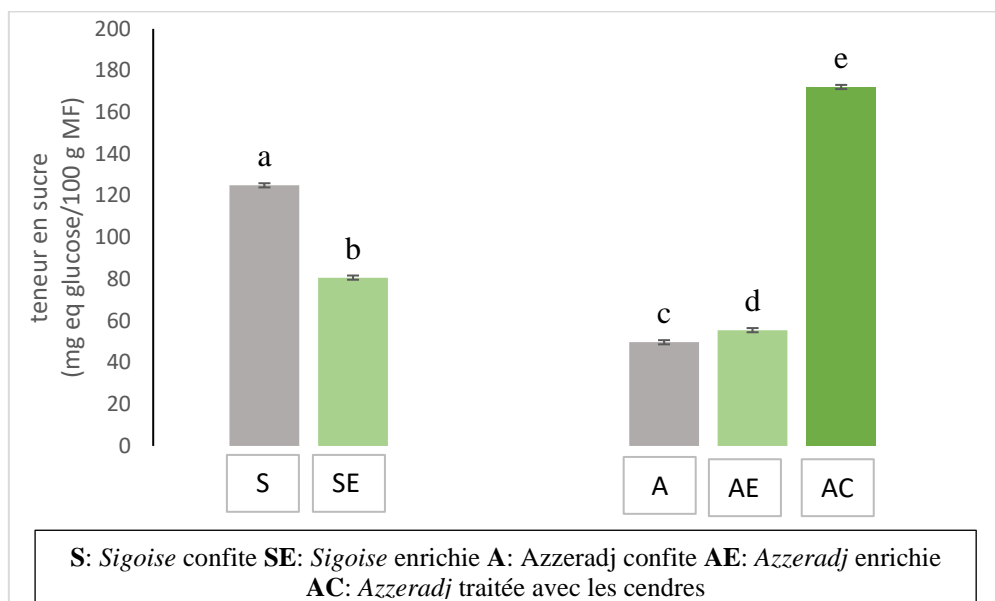 teneur en sucre
(mg eq glucose/100 g MF)
200
180
160
140
120
100
80
60
40
20
0
a
b
c
d
e
S
SE
A
AE
AC
S: Sigoise confite SE: Sigoise enrichie A: Azzeradj confite AE: Azzeradj enrichie
AC: Azzeradj traitée avec les cendres